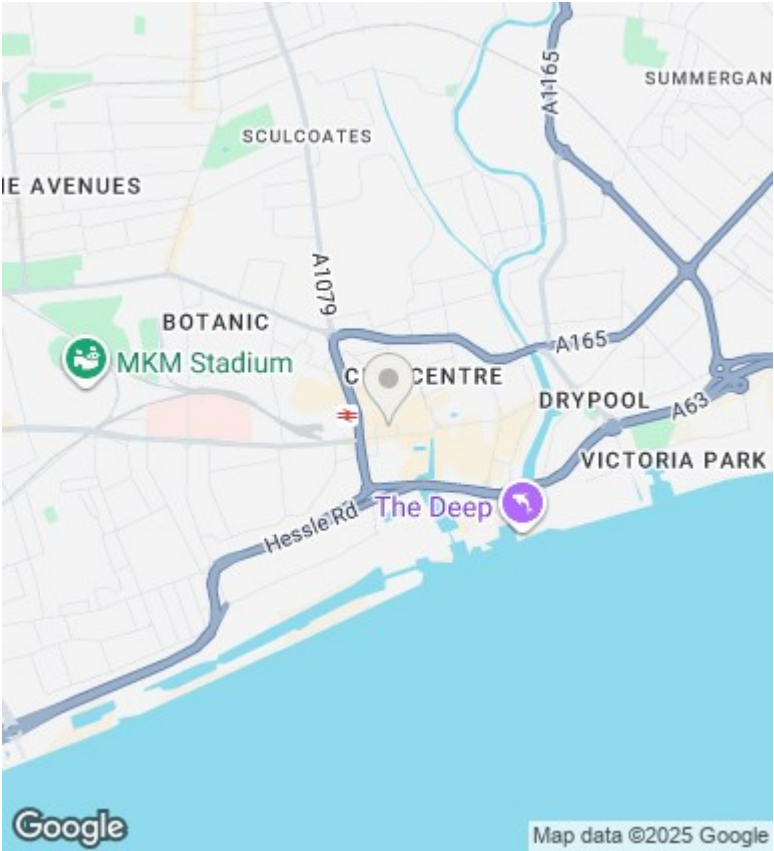 A1165
SUMMERGAN
SCULCOATES
IE AVENUES
A1079
BOTANIC
MKM Stadium
A165
CENTRE
DRYPOOL
A63
VICTORIA PARK
The Deep
Hessle Rd
Google
Map data ©2025 Google